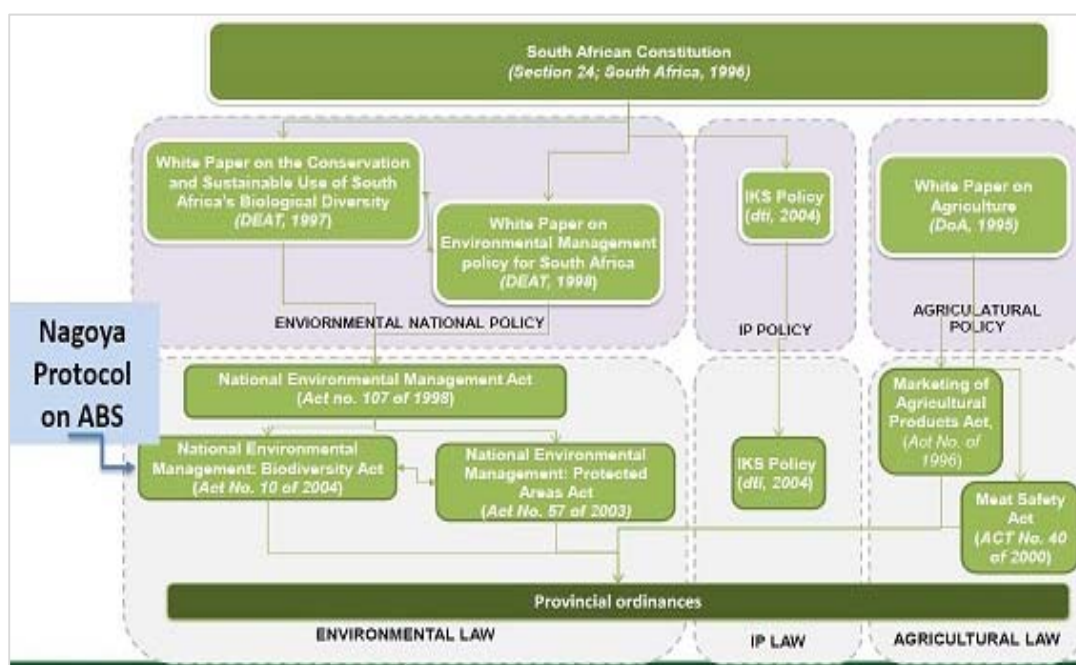 South African Constitution
(Section 24; South Africa, 1996)
White Paper on the Conservation
and Sustainable Use of South
Africa's Biological Diversity
(DEAT, 1997)
White Paper on
Environmental Management
policy for South Africa
(DEAT, 1998)
ENVIORNMENTAL NATIONAL POLICY
IKS Policy
(dti, 2004)
IP POLICY
White Paper on
Agriculture
(DoA, 1995)
AGRICULATURAL
POLICY
Nagoya
Protocol
on ABS
National Environmental Management Act
(Act no. 107 of 1998)
National Environmental
Management: Biodiversity Act
(Act No. 10 of 2004)
National Environmental
Management: Protected
Areas Act
(Act No. 57 of 2003)
IKS Policy
(dti, 2004)
Marketing of
Agricultural
Products Act,
(Act No. of
1996)
Meat Safety
Act
(ACT No. 40
of 2000)
Provincial ordinances
ENVIRONMENTAL LAW
IP LAW
AGRICULTURAL LAW